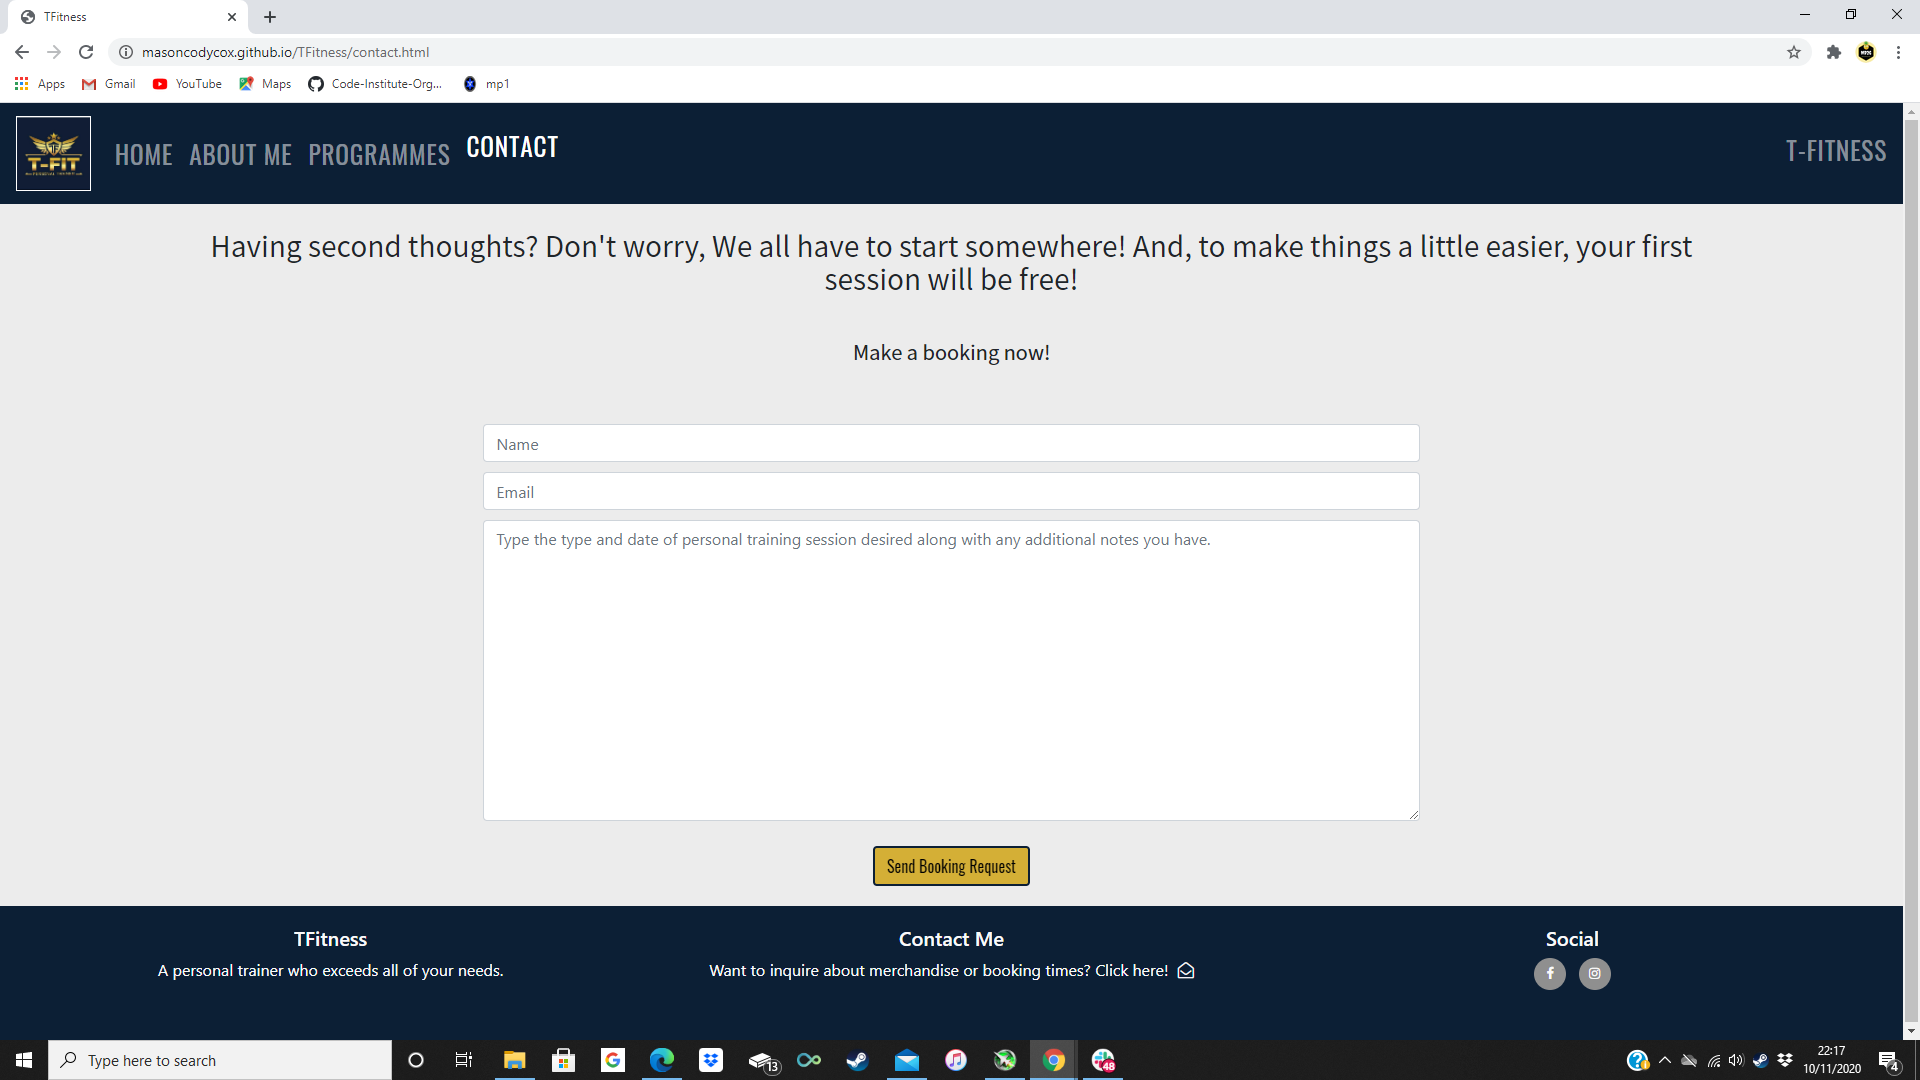 TFitness
masoncodycox.github.io/TFitness/contact.html
Apps Gmail YouTube Maps Code-Institute-Org... mp1
T-FIT
HOME ABOUT ME PROGRAMMES CONTACT
T-FITNESS
Having second thoughts? Don't worry, We all have to start somewhere! And, to make things a little easier, your first
session will be free!
Make a booking now!
Name
Email
Type the type and date of personal training session desired along with any additional notes you have.
Send Booking Request
TFitness
A personal trainer who exceeds all of your needs.
Contact Me
Want to inquire about merchandise or booking times? Click here!
Social
Type here to search
13
48
22:17
10/11/2020
4